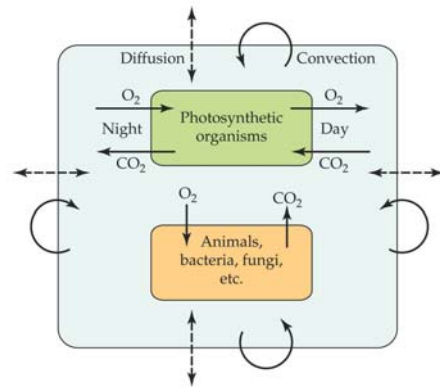 Diffusion
Convection
O₂
O₂
Photosynthetic
organisms
Night
Day
CO₂
CO₂
O₂
CO₂
Animals,
bacteria, fungi,
etc.